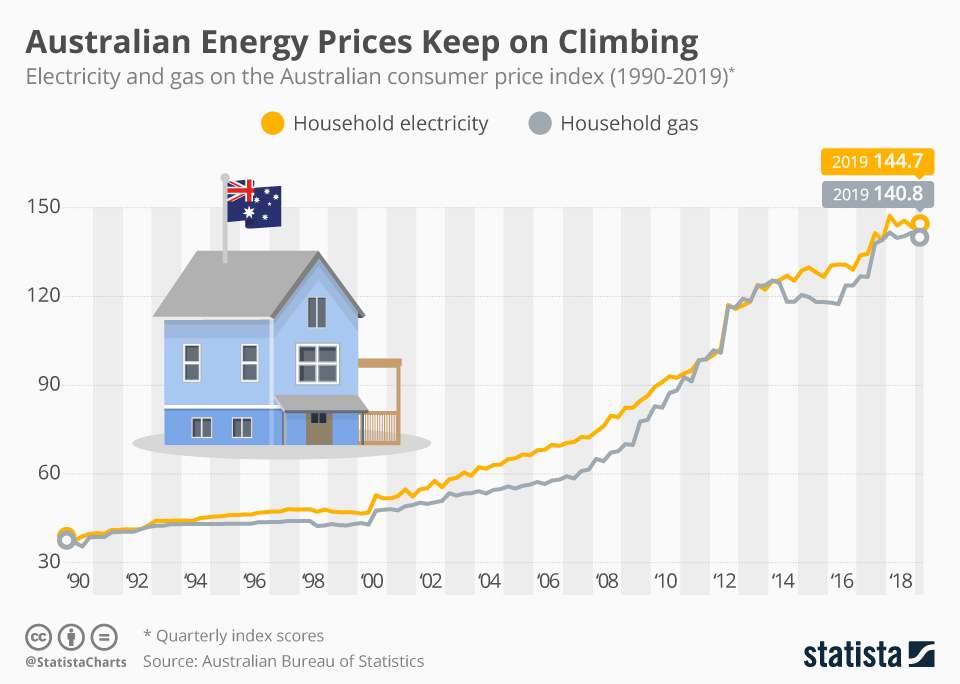 Australian Energy Prices Keep on Climbing
Electricity and gas on the Australian consumer price index (1990-2019)*
Household electricity
Household gas
2019 144.7
2019 140.8
150
120
90
60
30
‘90 ‘92 ‘94 ‘96 ‘98 ‘00 ‘02 ‘04 ‘06 ‘08 ‘10 ‘12 ‘14 ‘16 ‘18
cc
@StatistaCharts
* Quarterly index scores
Source: Australian Bureau of Statistics
statista